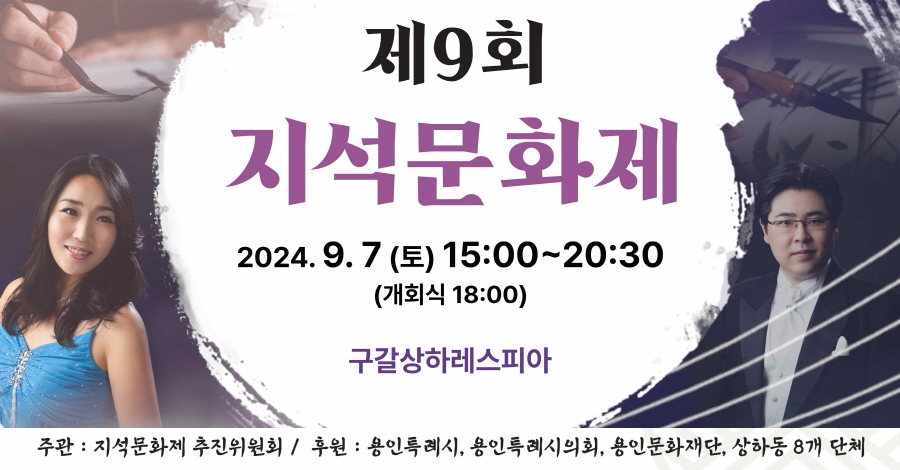 제9회
지석문화제
2024. 9. 7 (토) 15:00~20:30
(개회식 18:00)
구갈상하레스피아
주관 : 지석문화제 추진위원회 / 후원 : 용인특례시, 용인특례시의회, 용인문화재단, 상하동 8개 단체